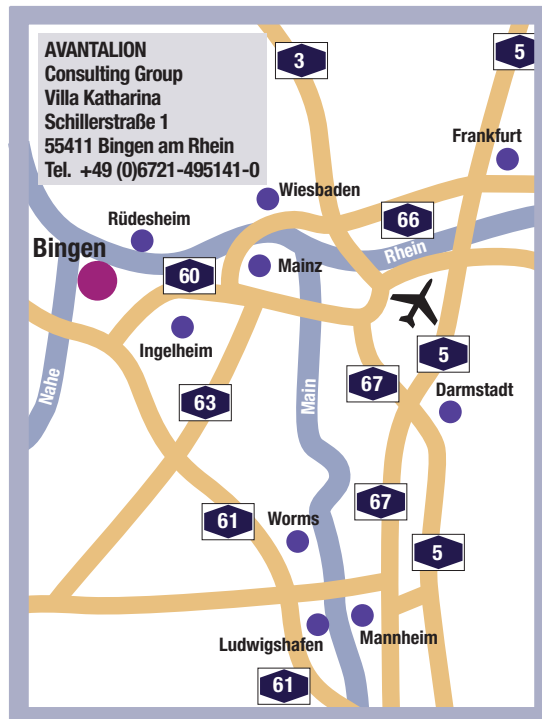 AVANTALION
Consulting Group
Villa Katharina
Schillerstraße 1
55411 Bingen am Rhein
Tel. +49 (0)6721-495141-0
3
5
Frankfurt
Wiesbaden
Rüdesheim
66
Bingen
Rhein
60
Mainz
Ingelheim
5
Nahe
67
Darmstadt
63
Main
67
61
Worms
5
Ludwigshafen
Mannheim
61